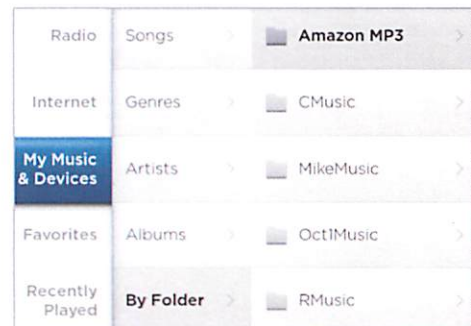 Radio
Internet
My Music
& Devices
Favorites
Recently
Played
Songs
Genres
Artists
Albums
By Folder
Amazon MP3
CMusic
MikeMusic
Oct1Music
RMusic